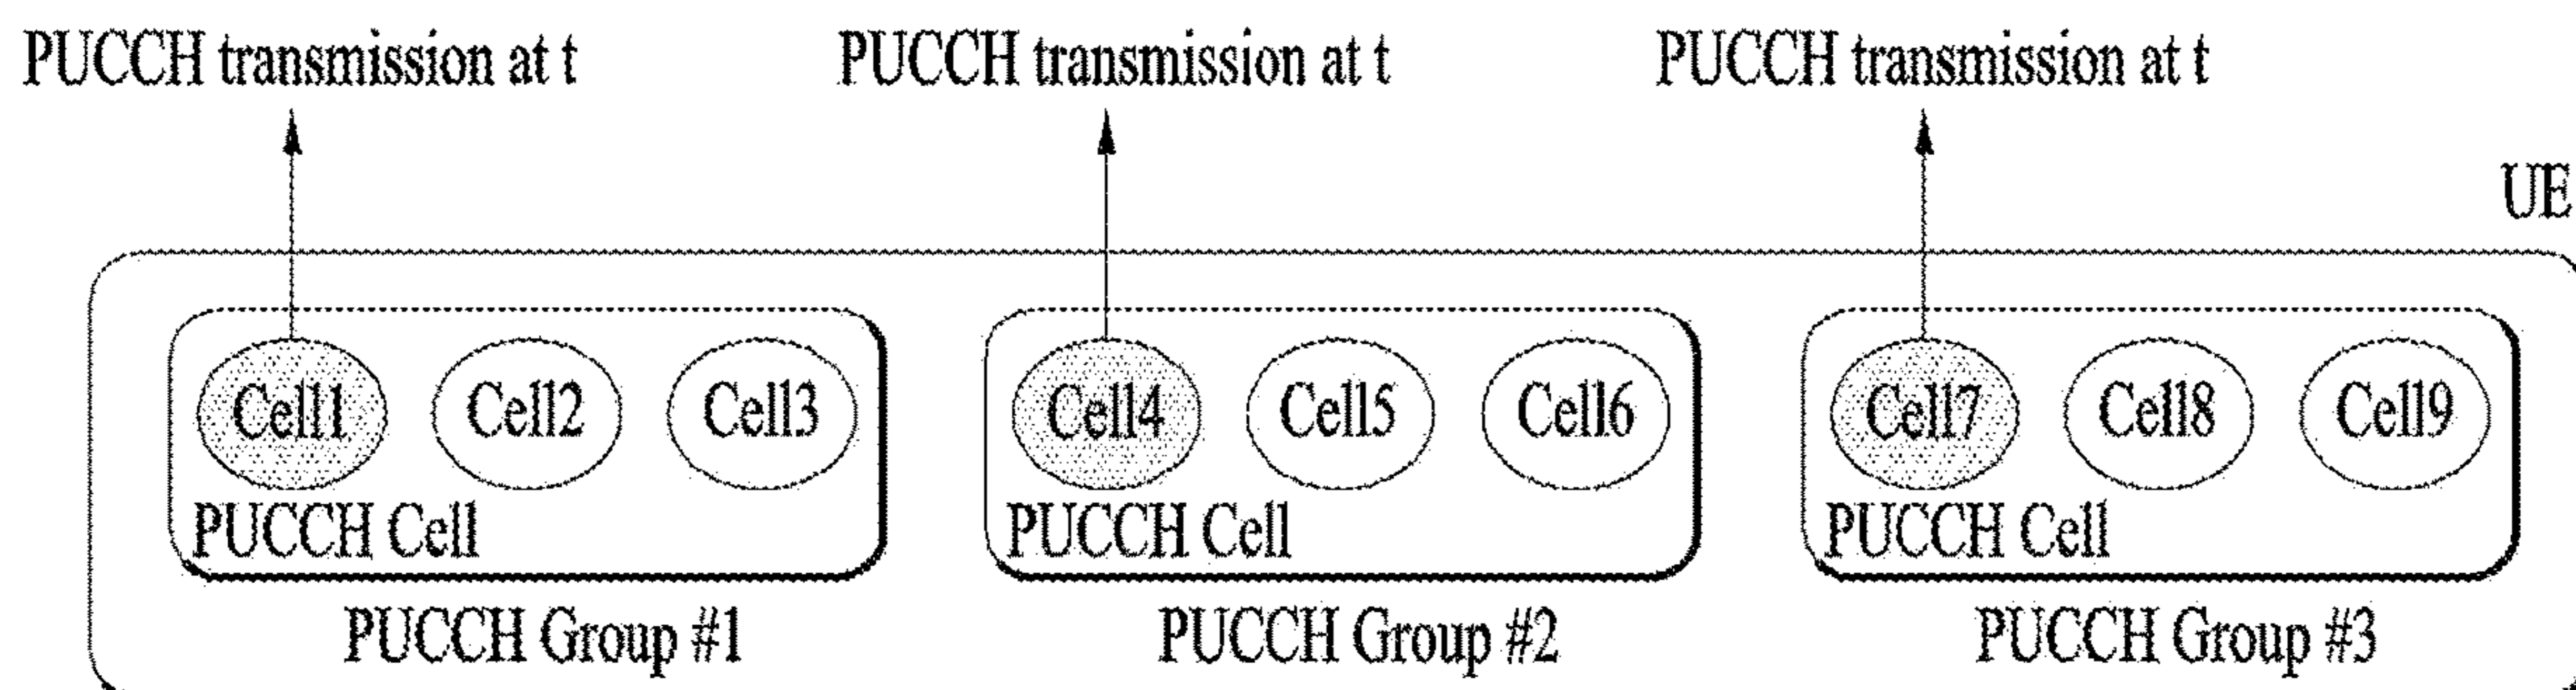 PUCCH transmission at t PUCCH transmission at t PUCCH transmission at t
UE
Cell1 Cell2 Cell3 Cell4 Cell5 Cell6 Cell7 Cell8 Cell9
PUCCH Cell PUCCH Cell PUCCH Cell
PUCCH Group #1 PUCCH Group #2 PUCCH Group #3